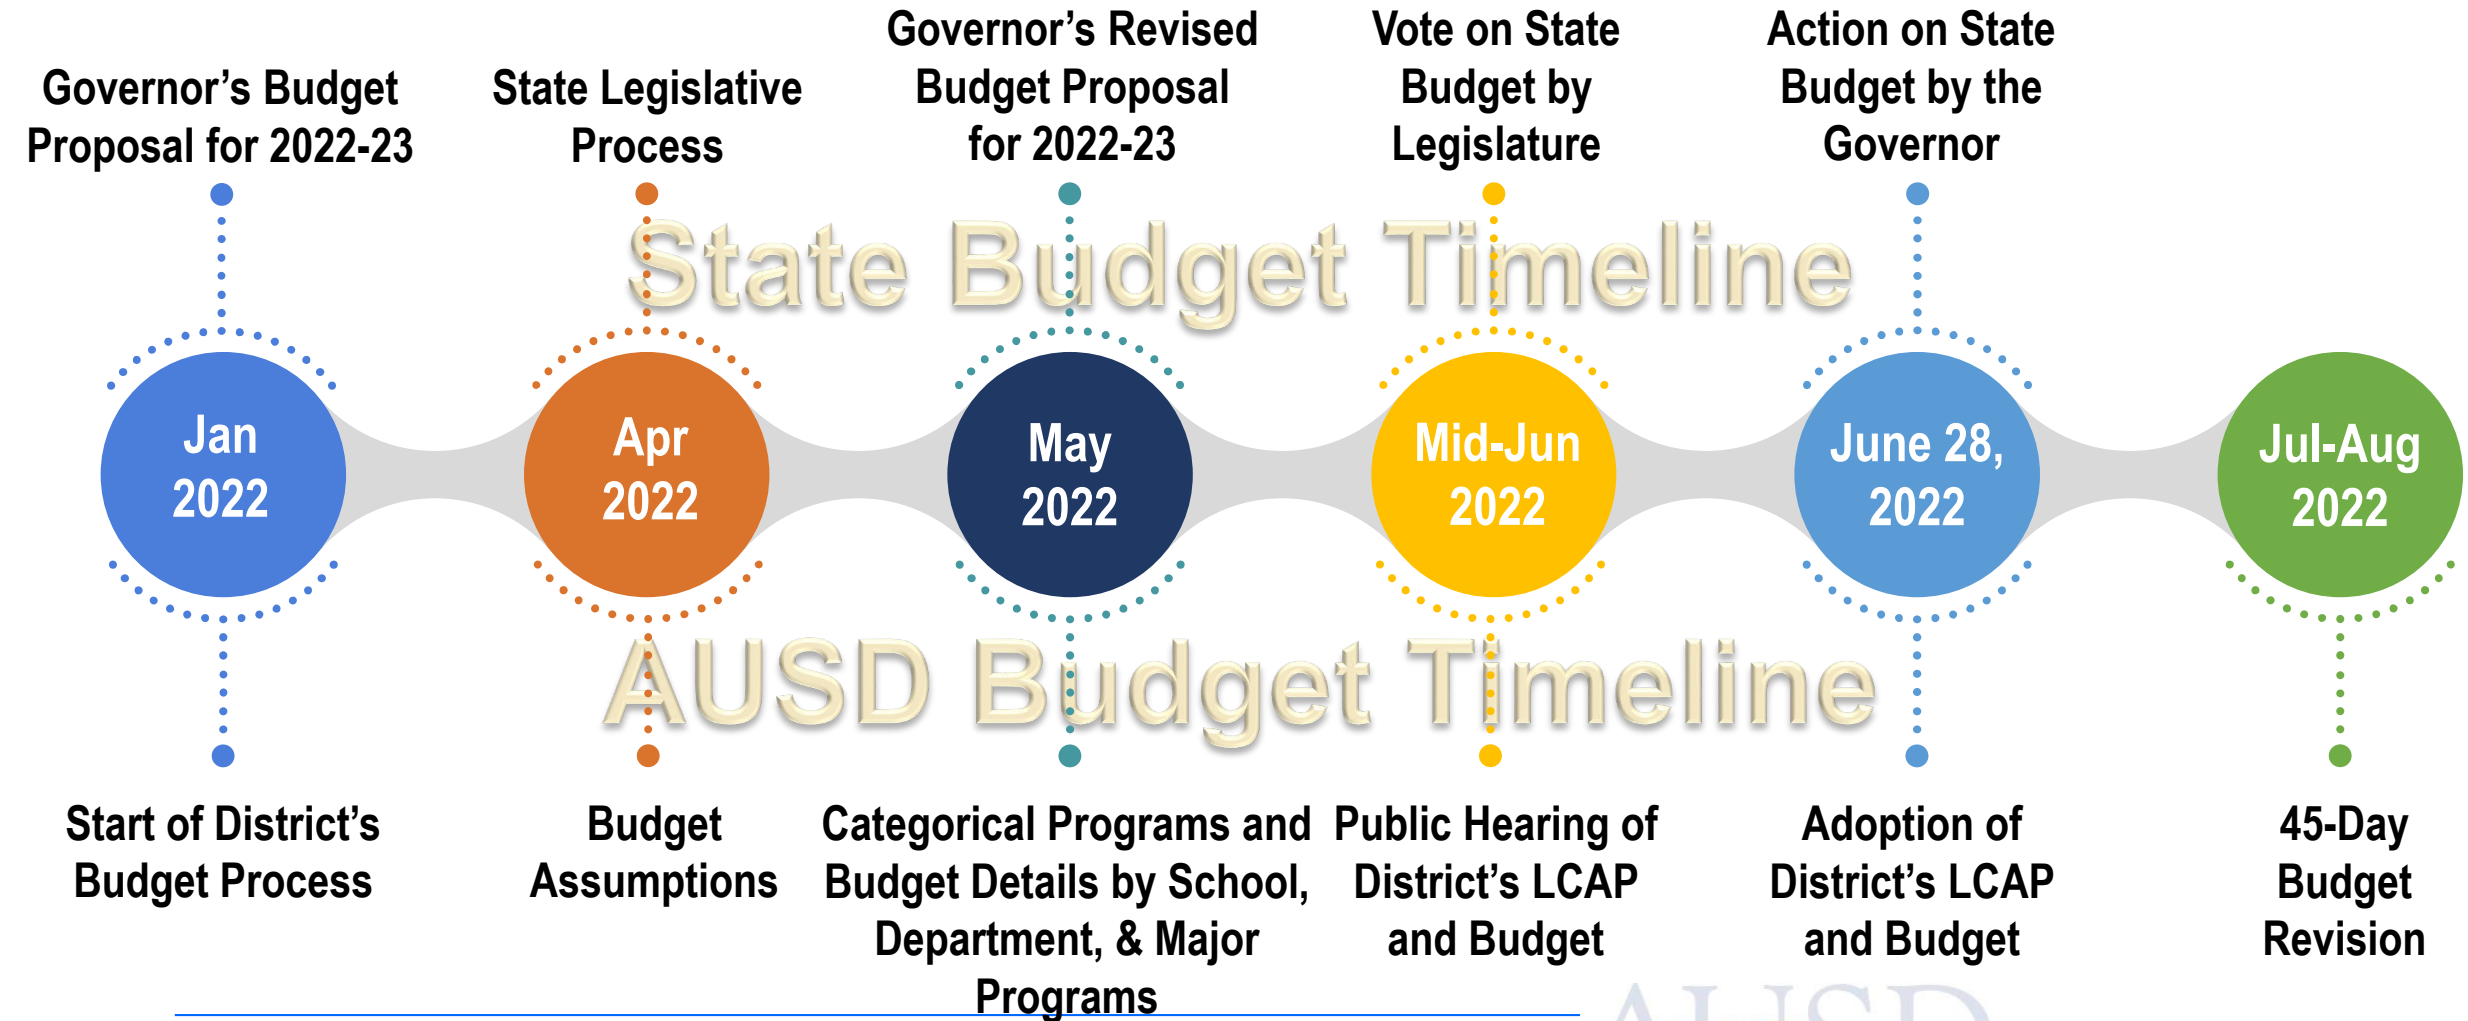 Governor's Budget
Proposal for 2022-23
State Legislative
Process
Governor's Revised
Budget Proposal
for 2022-23
Vote on State
Budget by
Legislature
Action on State
Budget by the
Governor
State Budget Timeline
Jan
2022
Apr
2022
May
2022
Mid-Jun
2022
June 28,
2022
Jul-Aug
2022
AUSD Budget Timeline
Start of District's
Budget Process
Budget
Assumptions
Categorical Programs and
Budget Details by School,
Department, & Major
Programs
Public Hearing of
District's LCAP
and Budget
Adoption of
District's LCAP
and Budget
45-Day
Budget
Revision
AUSD